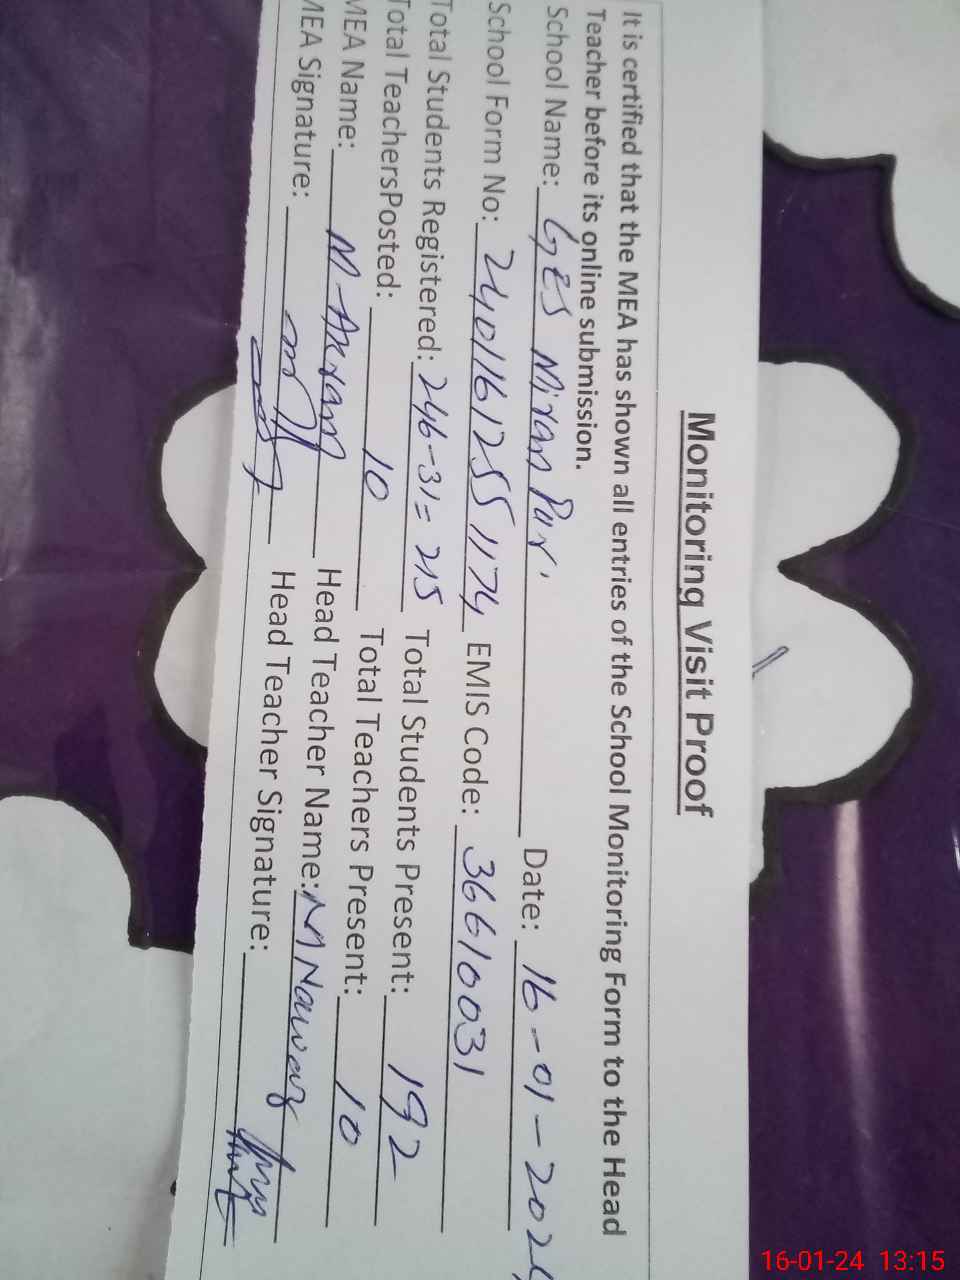 Monitoring Visit Proof
It is certified that the MEA has shown all entries of the School Monitoring Form to the Head
Teacher before its online submission.
School Name: GES Miran Pur Date: 16-01-202
School Form No: 24011612551174 EMIS Code: 36610031
Total Students Registered: 246-31=215 Total Students Present: 192
Total TeachersPosted: 10 Total Teachers Present: 10
MEA Name: M. Akram Head Teacher Name: M Nawaz
MEA Signature: Head Teacher Signature:
16-01-24 13:15